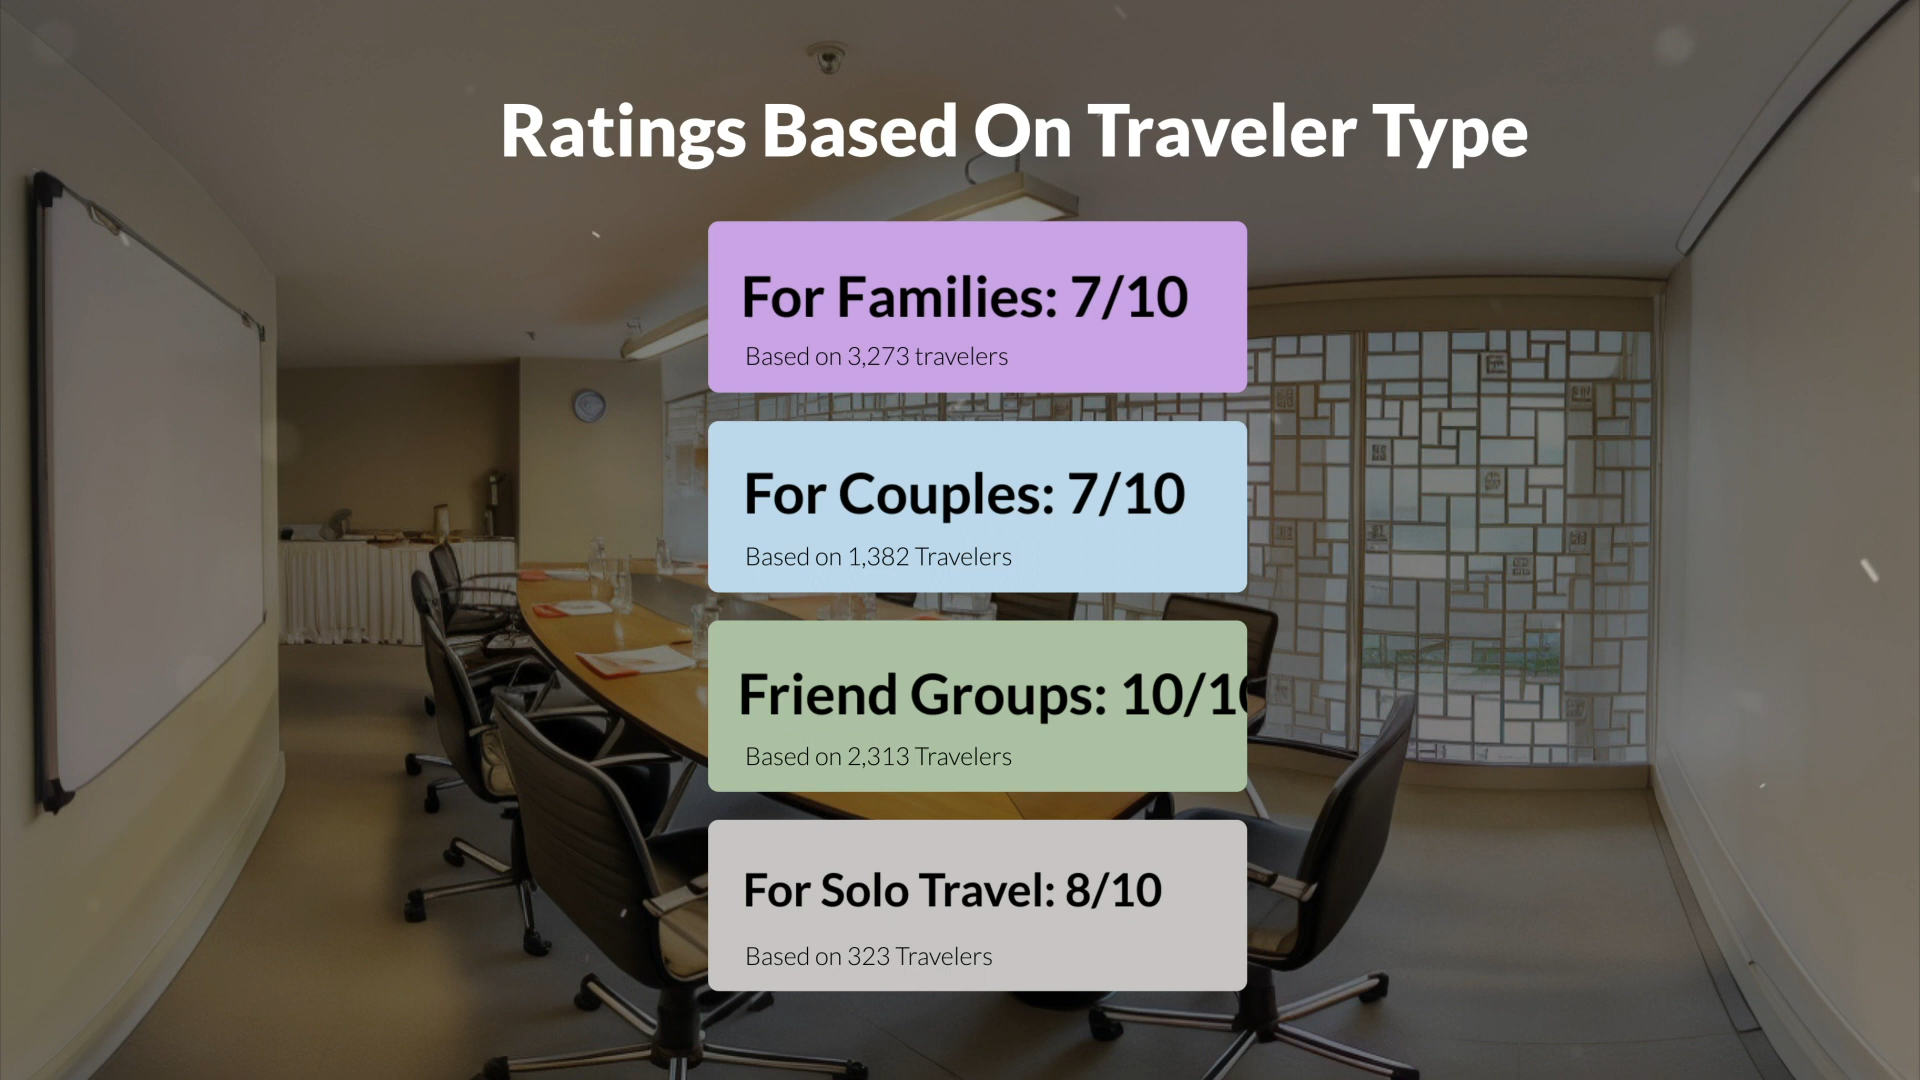 Ratings Based On Traveler Type
For Families: 7/10
Based on 3,273 travelers
For Couples: 7/10
Based on 1,382 Travelers
Friend Groups: 10/10
Based on 2,313 Travelers
For Solo Travel: 8/10
Based on 323 Travelers